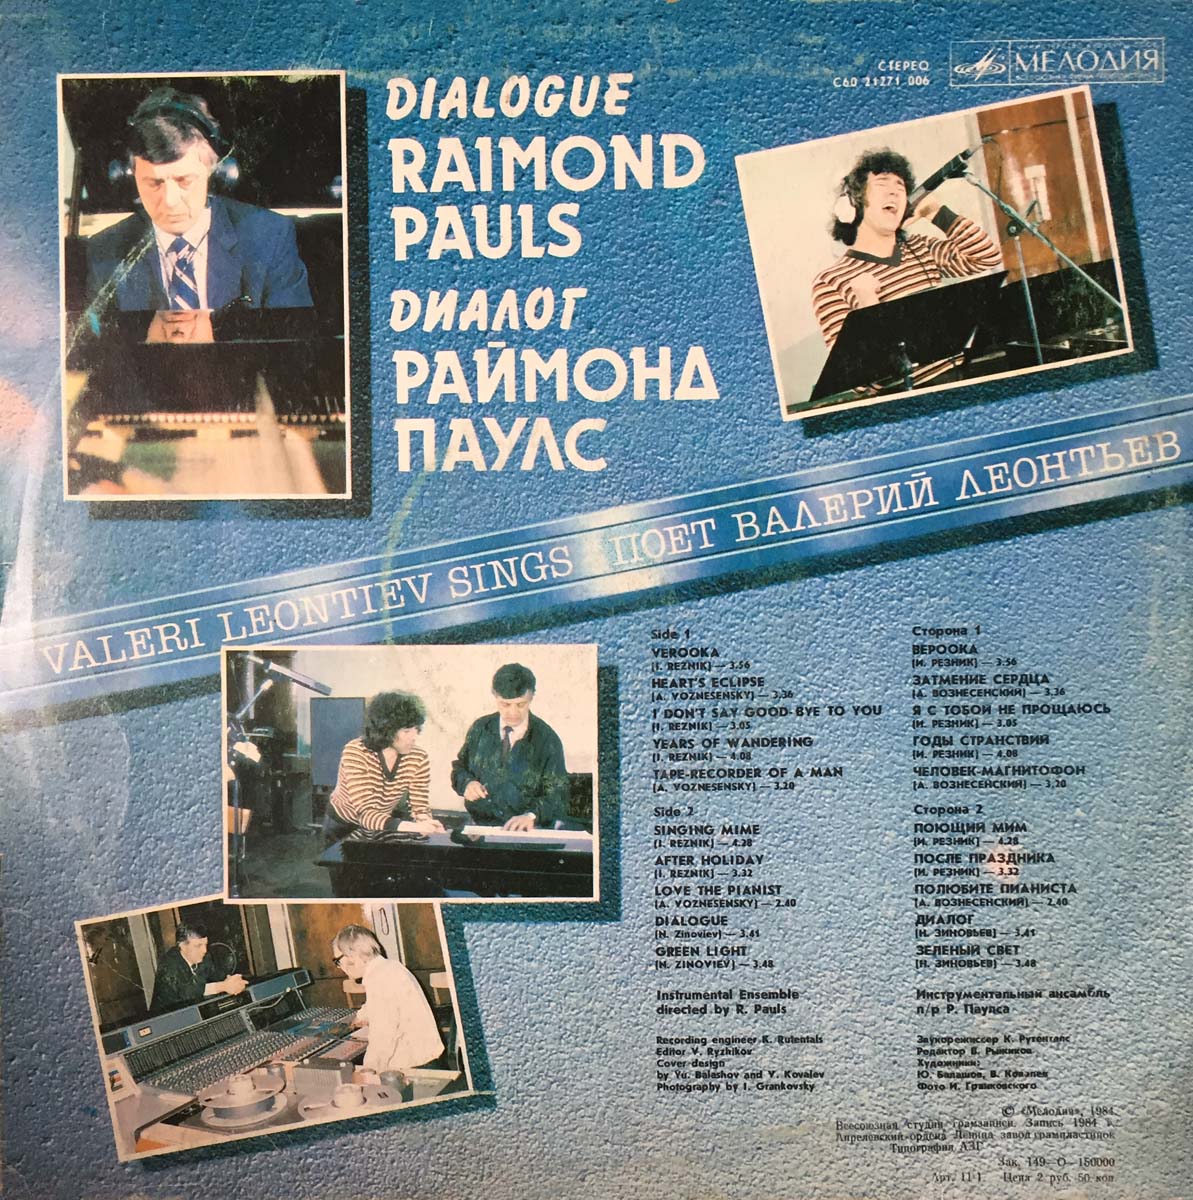 СТЕРЕО
С60 21271 006
МЕЛОДИЯ
DIALOGUE
RAIMOND
PAULS
ДИАЛОГ
РАЙМОНД
ПАУЛС
VALERI LEONTIEV SINGS ПОЕТ ВАЛЕРИЙ ЛЕОНТЬЕВ
Side 1
VEROOKA
(I. REZNIK) — 3.56
HEART'S ECLIPSE
(A. VOZNESENSKY) — 3.36
I DON'T SAY GOOD-BYE TO YOU
(I. REZNIK) — 3.05
YEARS OF WANDERING
(I. REZNIK) — 4.08
TAPE-RECORDER OF A MAN
(A. VOZNESENSKY) — 3.20
Side 2
SINGING MIME
(I. REZNIK) — 4.28
AFTER HOLIDAY
(I. REZNIK) — 3.32
LOVE THE PIANIST
(A. VOZNESENSKY) — 2.40
DIALOGUE
(N. Zinoviev) — 3.41
GREEN LIGHT
(N. ZINOVIEV) — 3.48
Instrumental Ensemble
directed by R. Pauls
Recording engineer K. Rutentals
Editor V. Ryzhikov
Cover design
by Yu. Balashov and V. Kovalev
Photography by I. Grankovsky
Сторона 1
ВЕРООКА
(И. РЕЗНИК) — 3.56
ЗАТМЕНИЕ СЕРДЦА
(А. ВОЗНЕСЕНСКИЙ) — 3.36
Я С ТОБОЙ НЕ ПРОЩАЮСЬ
(И. РЕЗНИК) — 3.05
ГОДЫ СТРАНСТВИЙ
(И. РЕЗНИК) — 4.08
ЧЕЛОВЕК-МАГНИТОФОН
(А. ВОЗНЕСЕНСКИЙ) — 3.20
Сторона 2
ПОЮЩИЙ МИМ
(И. РЕЗНИК) — 4.28
ПОСЛЕ ПРАЗДНИКА
(И. РЕЗНИК) — 3.32
ПОЛЮБИТЕ ПИАНИСТА
(А. ВОЗНЕСЕНСКИЙ) — 2.40
ДИАЛОГ
(Н. ЗИНОВЬЕВ) — 3.41
ЗЕЛЕНЫЙ СВЕТ
(Н. ЗИНОВЬЕВ) — 3.48
Инструментальный ансамбль
п/р Р. Паулса
Звукорежиссер К. Рутенталс
Редактор В. Рыжиков
Художники:
Ю. Балашов, В. Ковалев
Фото И. Гранковского
© «Мелодия», 1984
Всесоюзная студия грамзаписи. Запись 1984 г.
Апрелевский ордена Ленина завод грампластинок
Типография АЗГ
Зак. 149-О-150000
Арт. 11-1. Цена 2 руб. 50 коп.